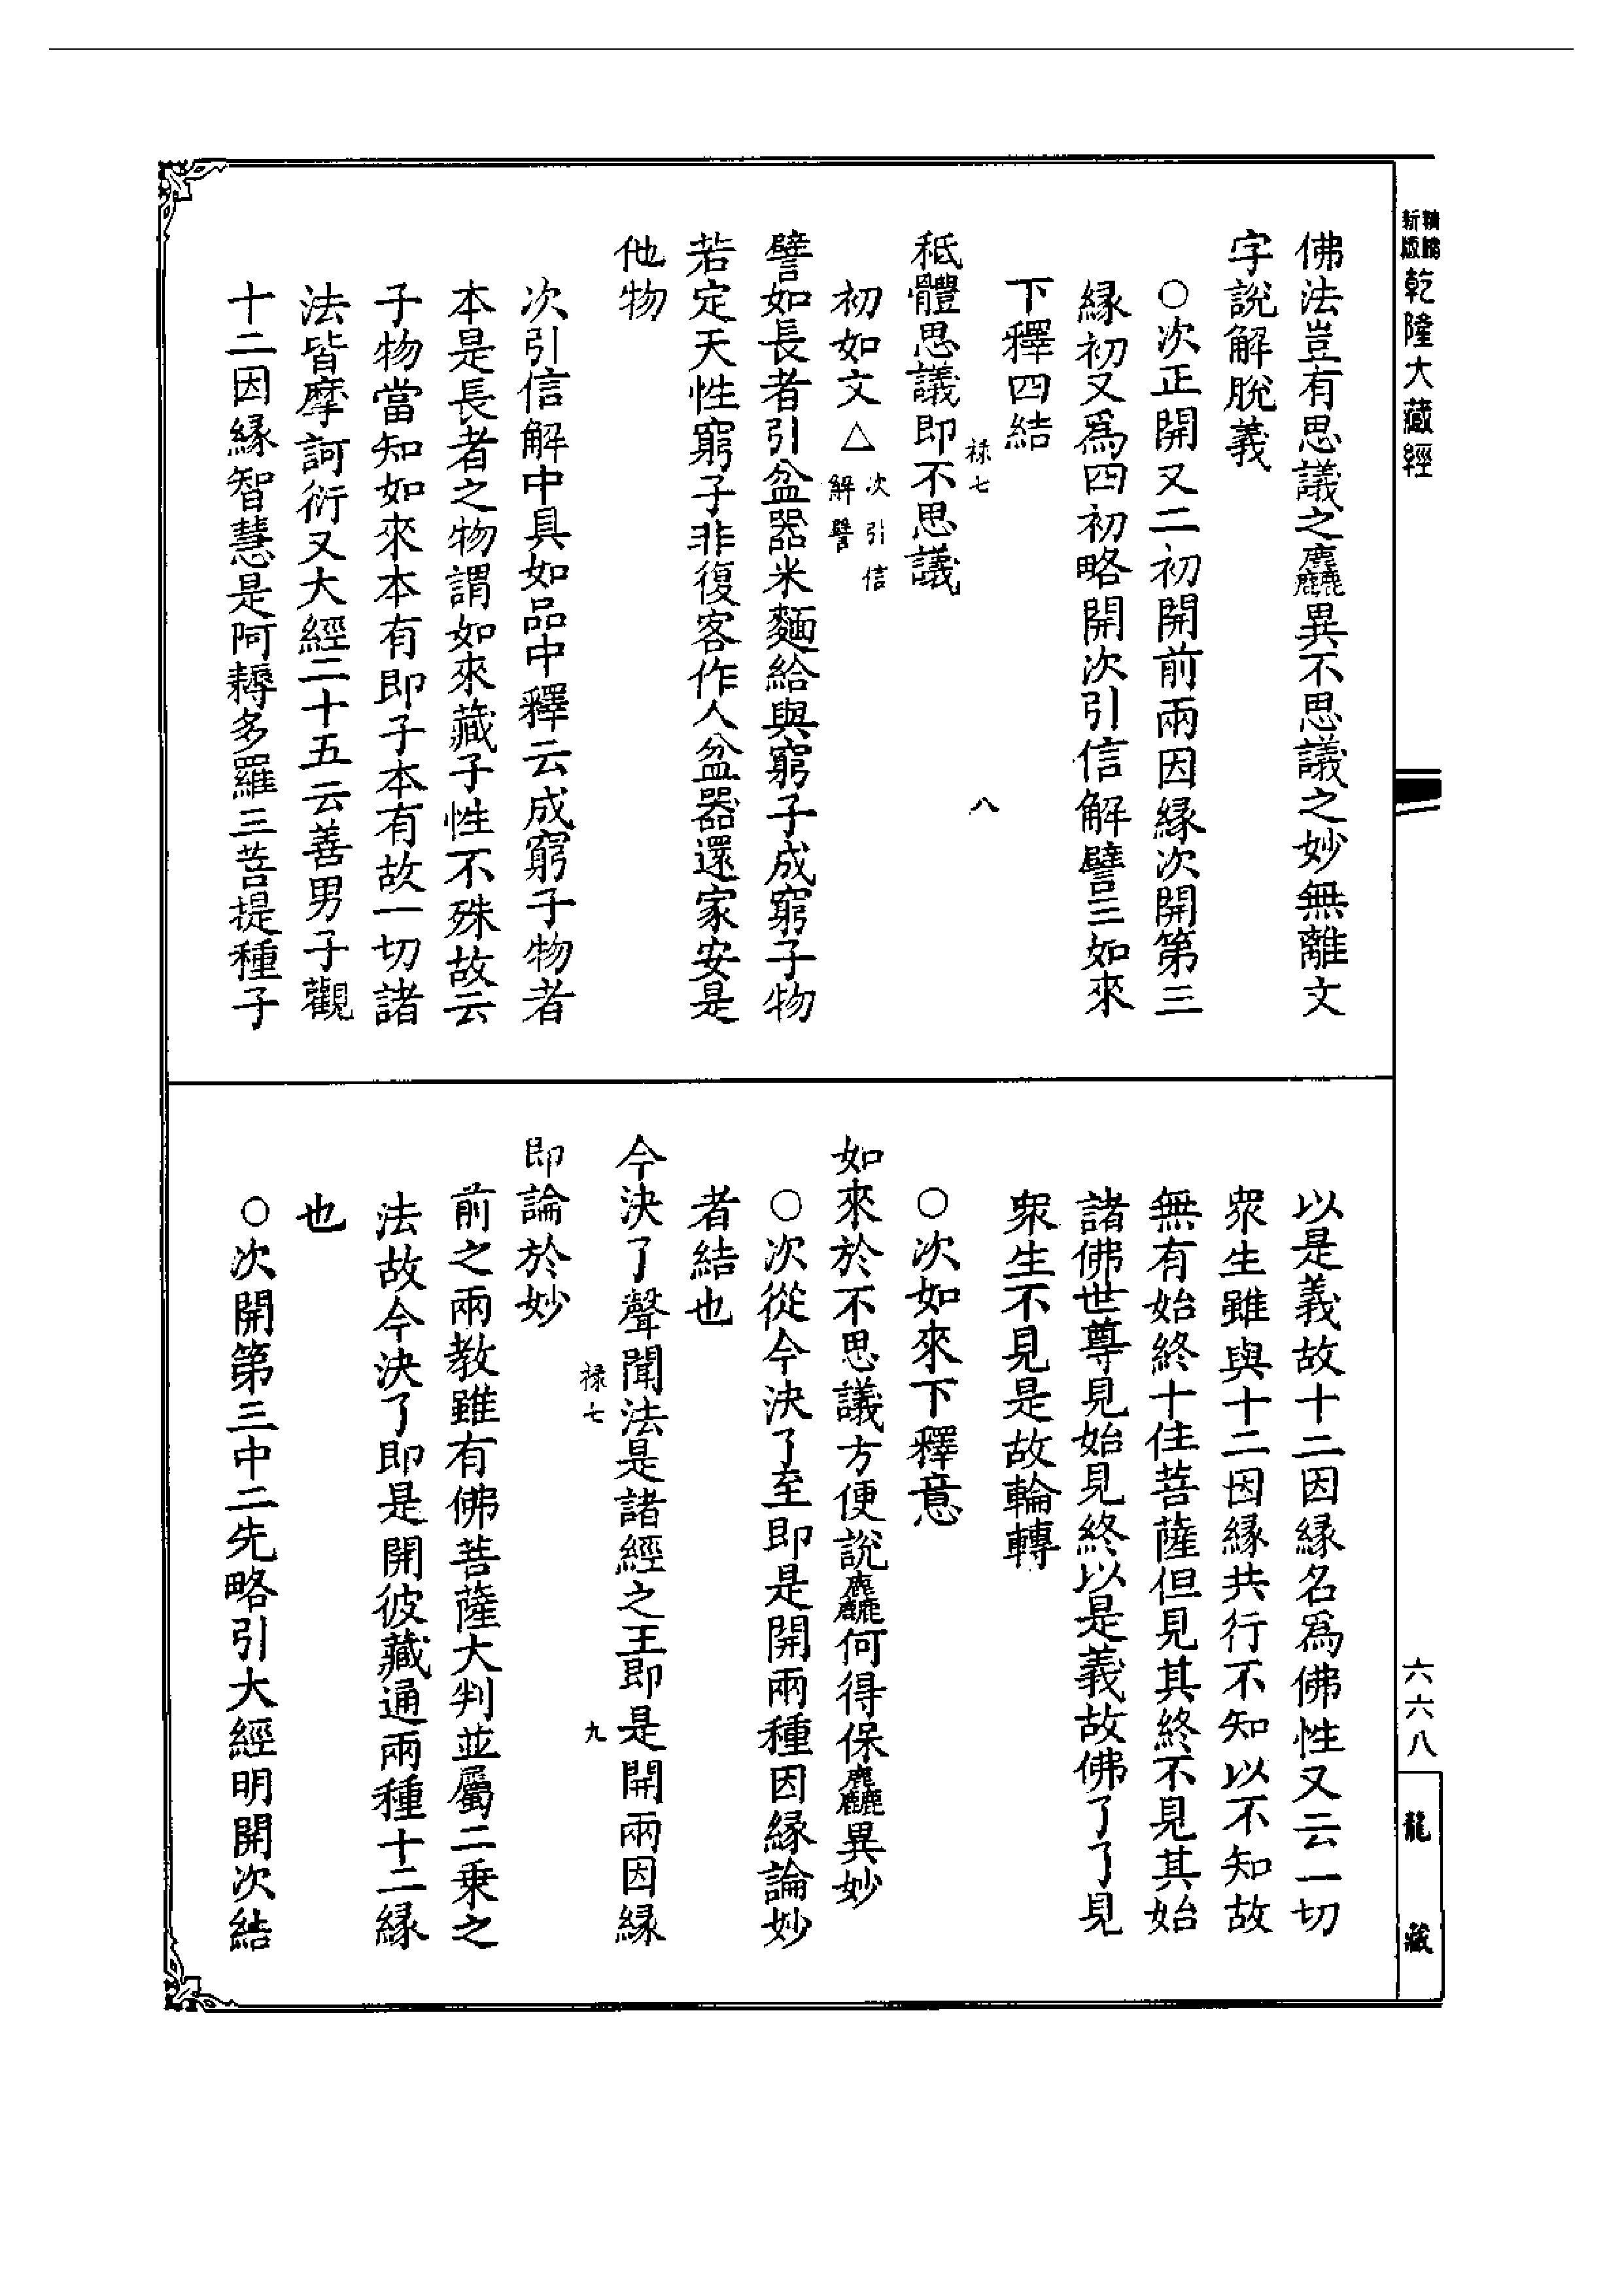 新版
精縮
乾隆大藏經
六六八
龍藏
佛法豈有思議之麤異不思議之妙無離文
字說解脫義
○次正開又二初開前兩因緣次開第三
緣初又為四初略開次引信解譬三如來
下釋四結
祿七
八
秖體思議即不思議
初如文△次引信
解譬
譬如長者引盆器米麵給與窮子成窮子物
若定天性窮子非復客作人盆器還家安是
他物
次引信解中具如品中釋云成窮子物者
本是長者之物謂如來藏子性不殊故云
子物當知如來本有即子本有故一切諸
法皆摩訶衍又大經二十五云善男子觀
十二因緣智慧是阿耨多羅三菩提種子
以是義故十二因緣名爲佛性又云一切
眾生雖與十二因緣共行不知以不知故
無有始終十住菩薩但見其終不見其始
諸佛世尊見始見終以是義故佛了了見
眾生不見是故輪轉
○次如來下釋意
如來於不思議方便說麤何得保麤異妙
○次從今決了至即是開兩種因緣論妙
者結也
今決了聲聞法是諸經之王即是開兩因緣
祿七
九
即論於妙
前之兩教雖有佛菩薩大判並屬二乘之
法故今決了即是開彼藏通兩種十二緣
也
○次開第三中二先略引大經明開次結